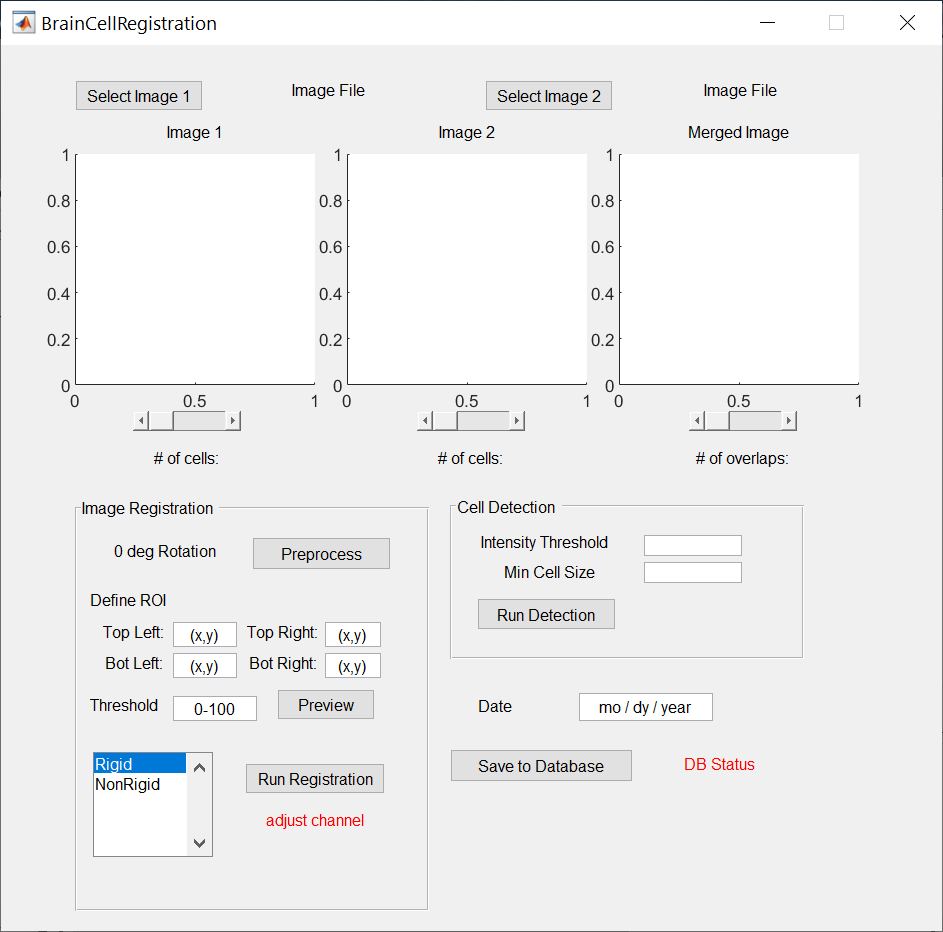 BrainCellRegistration
Select Image 1
Image File
Select Image 2
Image File
Image 1
Image 2
Merged Image
1
0.8
0.6
0.4
0.2
0
0 0.5 1
1
0.8
0.6
0.4
0.2
0
0 0.5 1
1
0.8
0.6
0.4
0.2
0
0 0.5 1
# of cells:
# of cells:
# of overlaps:
Image Registration
0 deg Rotation
Preprocess
Define ROI
Top Left: (x,y) Top Right: (x,y)
Bot Left: (x,y) Bot Right: (x,y)
Threshold 0-100 Preview
Rigid
NonRigid
Run Registration
adjust channel
Cell Detection
Intensity Threshold
Min Cell Size
Run Detection
Date mo / dy / year
Save to Database DB Status